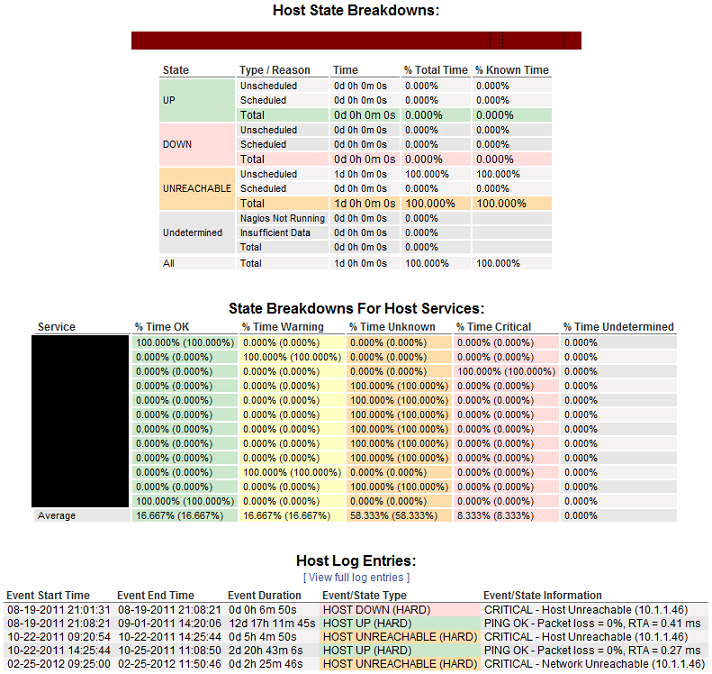 Host State Breakdowns:
State Type / Reason Time % Total Time % Known Time
UP Unscheduled 0d 0h 0m 0s 0.000% 0.000%
Scheduled 0d 0h 0m 0s 0.000% 0.000%
Total 0d 0h 0m 0s 0.000% 0.000%
DOWN Unscheduled 0d 0h 0m 0s 0.000% 0.000%
Scheduled 0d 0h 0m 0s 0.000% 0.000%
Total 0d 0h 0m 0s 0.000% 0.000%
UNREACHABLE Unscheduled 1d 0h 0m 0s 100.000% 100.000%
Scheduled 0d 0h 0m 0s 0.000% 0.000%
Total 1d 0h 0m 0s 100.000% 100.000%
Undetermined Nagios Not Running 0d 0h 0m 0s 0.000%
Insufficient Data 0d 0h 0m 0s 0.000%
Total 0d 0h 0m 0s 0.000%
All Total 1d 0h 0m 0s 100.000% 100.000%
State Breakdowns For Host Services:
Service % Time OK % Time Warning % Time Unknown % Time Critical % Time Undetermined
100.000% (100.000%) 0.000% (0.000%) 0.000% (0.000%) 0.000% (0.000%) 0.000%
0.000% (0.000%) 100.000% (100.000%) 0.000% (0.000%) 0.000% (0.000%) 0.000%
0.000% (0.000%) 0.000% (0.000%) 0.000% (0.000%) 100.000% (100.000%) 0.000%
0.000% (0.000%) 0.000% (0.000%) 100.000% (100.000%) 0.000% (0.000%) 0.000%
0.000% (0.000%) 0.000% (0.000%) 100.000% (100.000%) 0.000% (0.000%) 0.000%
0.000% (0.000%) 0.000% (0.000%) 100.000% (100.000%) 0.000% (0.000%) 0.000%
0.000% (0.000%) 0.000% (0.000%) 100.000% (100.000%) 0.000% (0.000%) 0.000%
0.000% (0.000%) 0.000% (0.000%) 100.000% (100.000%) 0.000% (0.000%) 0.000%
0.000% (0.000%) 0.000% (0.000%) 100.000% (100.000%) 0.000% (0.000%) 0.000%
0.000% (0.000%) 100.000% (100.000%) 0.000% (0.000%) 0.000% (0.000%) 0.000%
0.000% (0.000%) 0.000% (0.000%) 100.000% (100.000%) 0.000% (0.000%) 0.000%
100.000% (100.000%) 0.000% (0.000%) 0.000% (0.000%) 0.000% (0.000%) 0.000%
Average 16.667% (16.667%) 16.667% (16.667%) 58.333% (58.333%) 8.333% (8.333%) 0.000%
Host Log Entries:
[ View full log entries ]
Event Start Time Event End Time Event Duration Event/State Type Event/State Information
08-19-2011 21:01:31 08-19-2011 21:08:21 0d 0h 6m 50s HOST DOWN (HARD) CRITICAL - Host Unreachable (10.1.1.46)
08-19-2011 21:08:21 09-01-2011 14:20:06 12d 17h 11m 45s HOST UP (HARD) PING OK - Packet loss = 0%, RTA = 0.41 ms
10-22-2011 09:20:54 10-22-2011 14:25:44 0d 5h 4m 50s HOST UNREACHABLE (HARD) CRITICAL - Host Unreachable (10.1.1.46)
10-22-2011 14:25:44 10-25-2011 11:08:50 2d 20h 43m 6s HOST UP (HARD) PING OK - Packet loss = 0%, RTA = 0.27 ms
02-25-2012 09:25:00 02-25-2012 11:50:46 0d 2h 25m 46s HOST UNREACHABLE (HARD) CRITICAL - Network Unreachable (10.1.1.46)